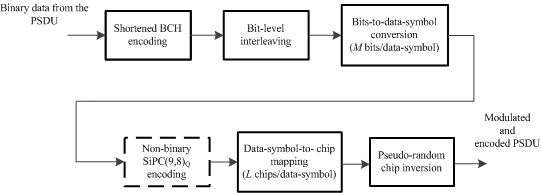 Binary data from the
PSDU
Shortened BCH
encoding
Bit-level
interleaving
Bits-to-data-symbol
conversion
(M bits/data-symbol)
Non-binary
SiPC(9,8)Q
encoding
Data-symbol-to- chip
mapping
(L chips/data-symbol)
Pseudo-random
chip inversion
Modulated
and
encoded PSDU